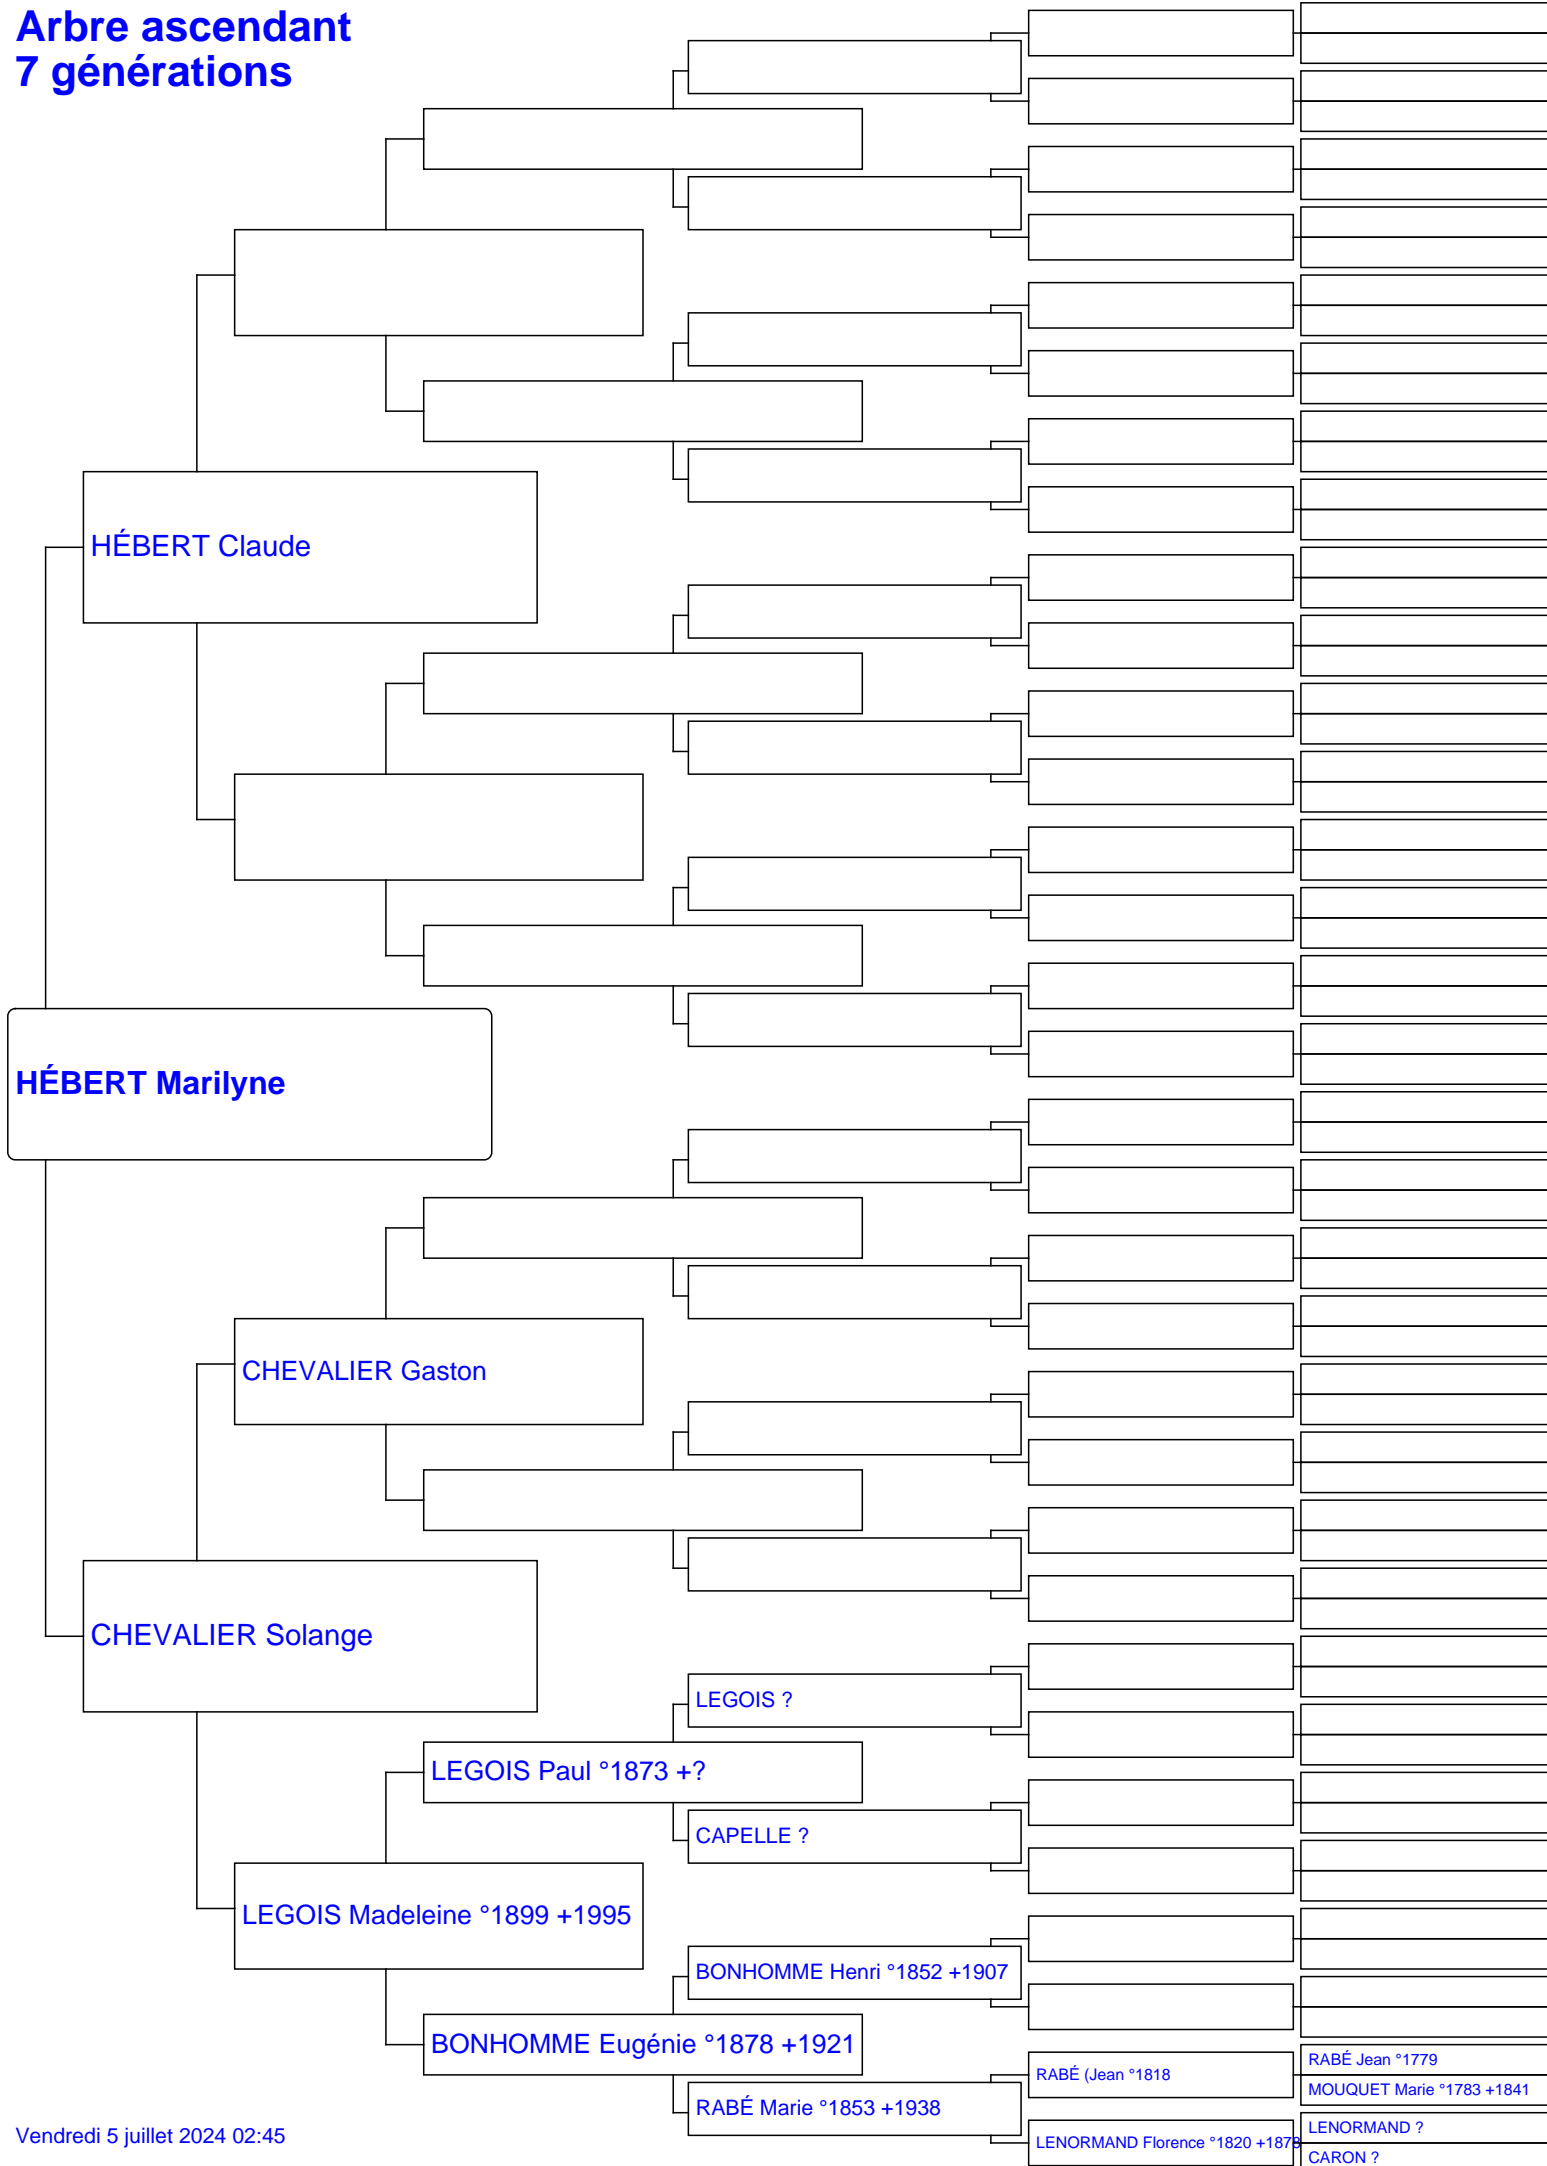 Arbre ascendant
7 générations
HÉBERT Claude
HÉBERT Marilyne
CHEVALIER Gaston
CHEVALIER Solange
LEGOIS ?
LEGOIS Paul °1873 +?
CAPELLE ?
LEGOIS Madeleine °1899 +1995
BONHOMME Henri °1852 +1907
BONHOMME Eugénie °1878 +1921
RABÉ Jean °1779
RABÉ (Jean °1818
MOUQUET Marie °1783 +1841
RABÉ Marie °1853 +1938
LENORMAND ?
LENORMAND Florence °1820 +1878
CARON ?
Vendredi 5 juillet 2024 02:45